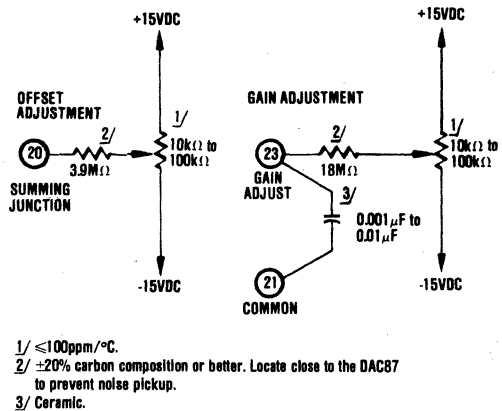 +15VDC
OFFSET
ADJUSTMENT
1/
2/
20
10kΩ to
100kΩ
3.9MΩ
SUMMING
JUNCTION
-15VDC
+15VDC
GAIN ADJUSTMENT
1/
2/
23
10kΩ to
100kΩ
18MΩ
GAIN
ADJUST
3/
0.001μF to
0.01μF
21
COMMON
-15VDC
1/ ≤100ppm/°C.
2/ ±20% carbon composition or better. Locate close to the DAC87
to prevent noise pickup.
3/ Ceramic.